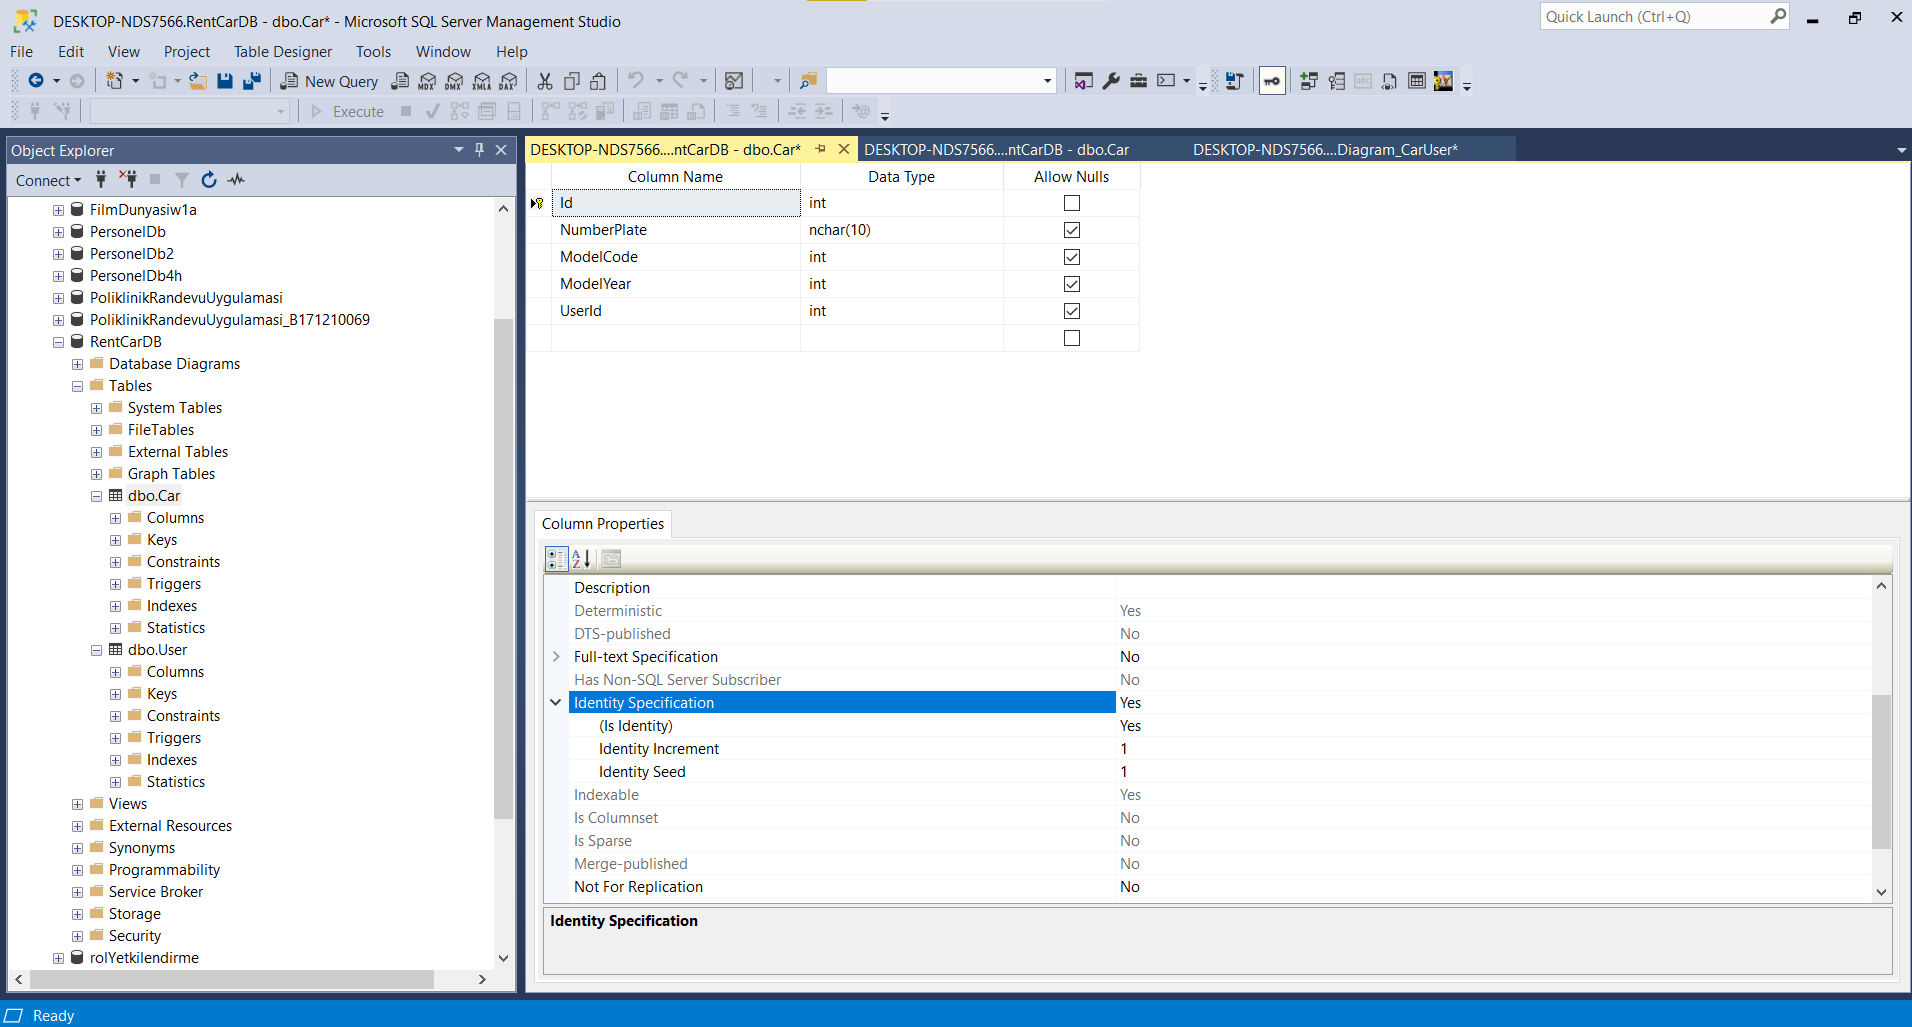 DESKTOP-NDS7566.RentCarDB - dbo.Car* - Microsoft SQL Server Management Studio
Quick Launch (Ctrl+Q)
File Edit View Project Table Designer Tools Window Help
New Query MDX DMX XMLA DAX
Execute
Object Explorer
Connect
FilmDunyasiw1a
PersonelDb
PersonelDb2
PersonelDb4h
PoliklinikRandevuUygulamasi
PoliklinikRandevuUygulamasi_B171210069
RentCarDB
Database Diagrams
Tables
System Tables
FileTables
External Tables
Graph Tables
dbo.Car
Columns
Keys
Constraints
Triggers
Indexes
Statistics
dbo.User
Columns
Keys
Constraints
Triggers
Indexes
Statistics
Views
External Resources
Synonyms
Programmability
Service Broker
Storage
Security
rolYetkilendirme
DESKTOP-NDS7566....ntCarDB - dbo.Car* DESKTOP-NDS7566....ntCarDB - dbo.Car DESKTOP-NDS7566....Diagram_CarUser*
Column Name Data Type Allow Nulls
Id int
NumberPlate nchar(10)
ModelCode int
ModelYear int
UserId int
Column Properties
Description
Deterministic Yes
DTS-published No
Full-text Specification No
Has Non-SQL Server Subscriber No
Identity Specification Yes
(Is Identity) Yes
Identity Increment 1
Identity Seed 1
Indexable Yes
Is Columnset No
Is Sparse No
Merge-published No
Not For Replication No
Identity Specification
Ready